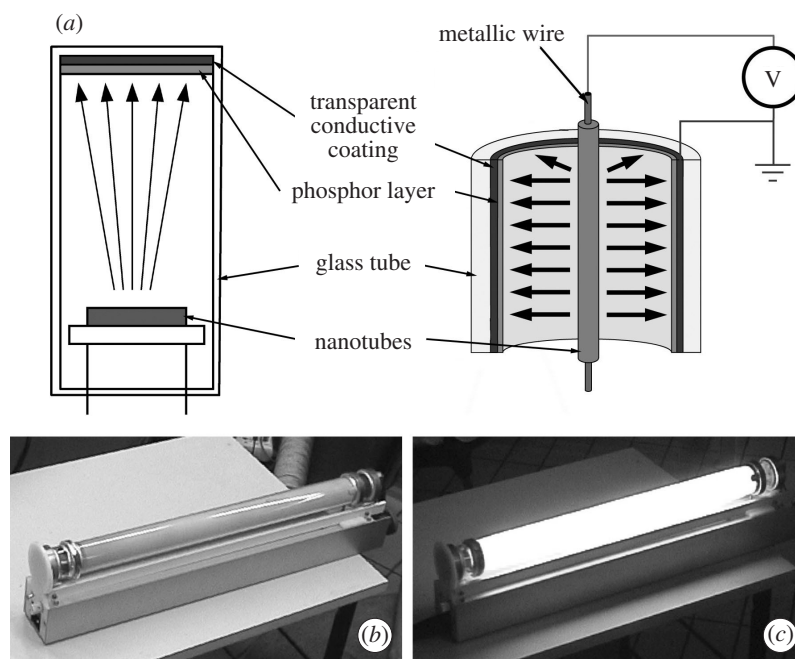 (a)
metallic wire
V
transparent
conductive
coating
phosphor layer
glass tube
nanotubes
(b)
(c)